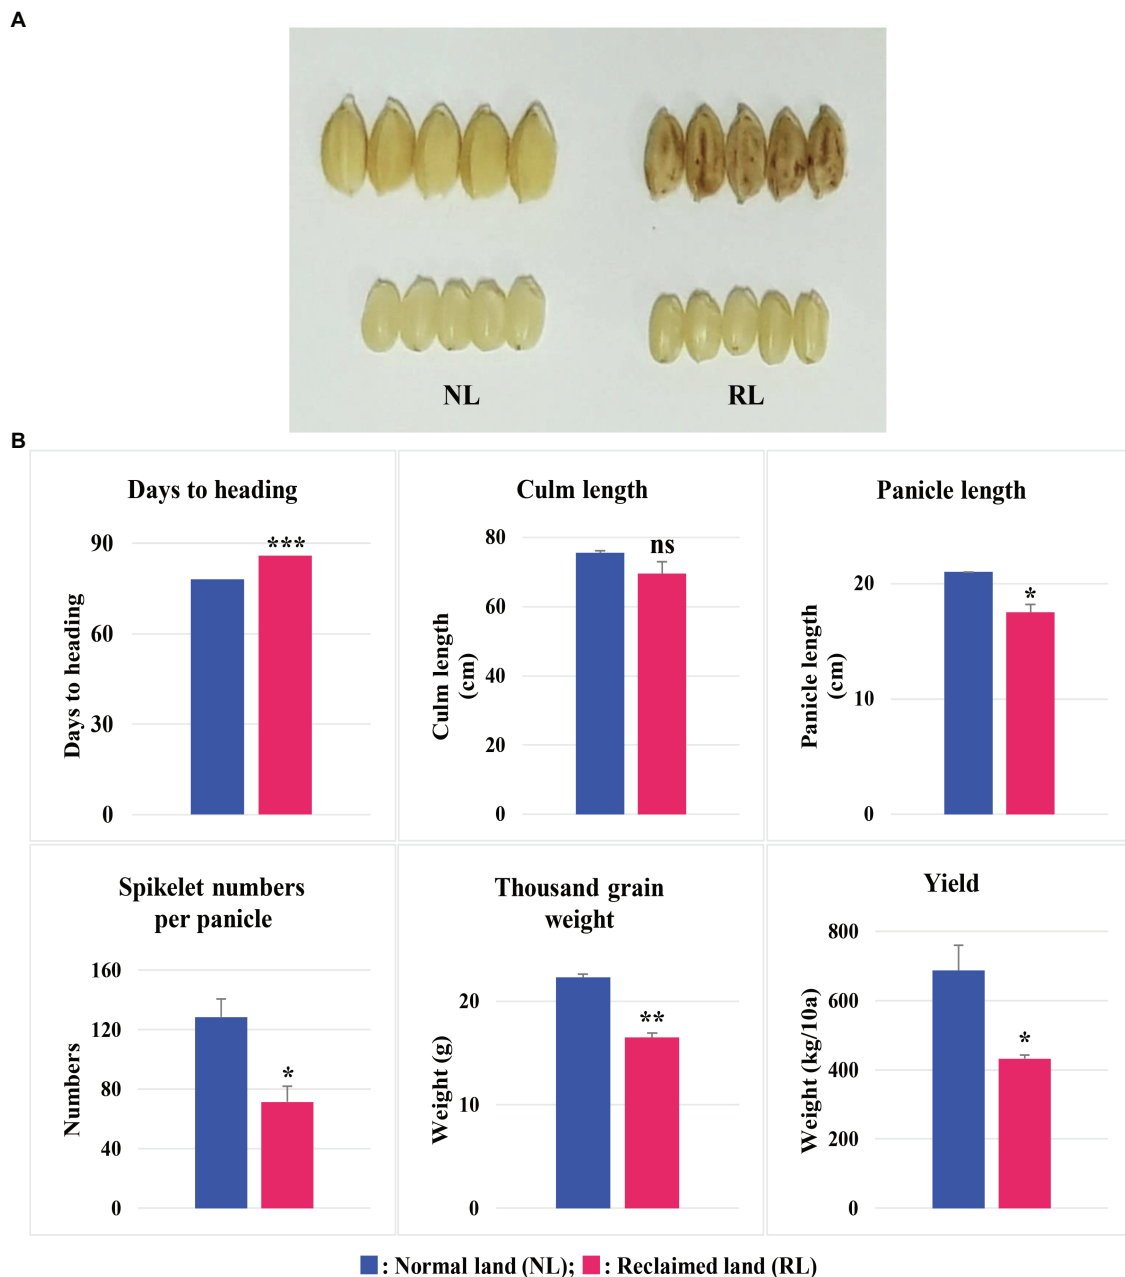 A
NL
RL
B
Days to heading
Days to heading
90
60
30
0
***
Culm length
Culm length
(cm)
80
60
40
20
0
ns
Panicle length
Panicle length
(cm)
20
10
0
*
Spikelet numbers
per panicle
Numbers
160
120
80
40
0
*
Thousand grain
weight
Weight (g)
20
10
0
**
Yield
Weight (kg/10a)
800
600
400
200
0
*
: Normal land (NL); : Reclaimed land (RL)